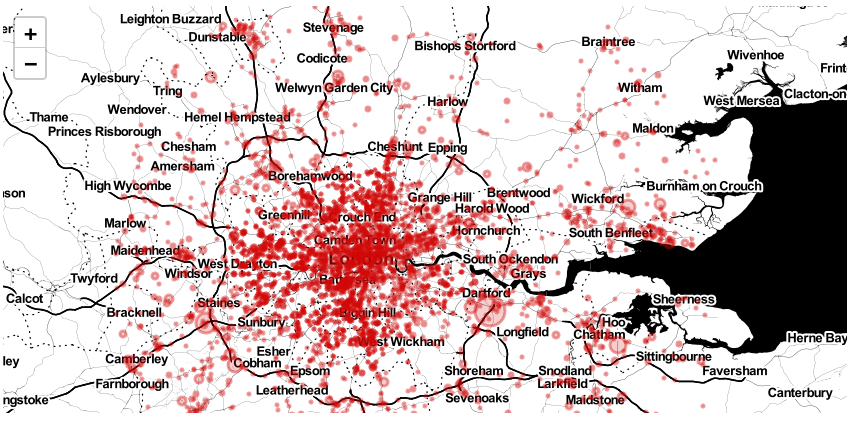 +
−
Leighton Buzzard
Stevenage
Dunstable
Bishops Stortford
Braintree
Codicote
Wivenhoe
Aylesbury
Tring
Welwyn Garden City
Witham
Clacton-on
Wendover
Harlow
West Mersea
Thame
Hemel Hempstead
Princes Risborough
Maldon
Chesham
Cheshunt
Epping
Amersham
Borehamwood
High Wycombe
Burnham on Crouch
son
Grange Hill
Brentwood
Wickford
Harold Wood
Marlow
Greenhill
Crouch End
Hornchurch
South Benfleet
Camden Town
Maidenhead
West Drayton
London
South Ockendon
Windsor
Grays
Twyford
Dartford
Calcot
Staines
Sheerness
Bracknell
Biggin Hill
Sunbury
Hoo
Longfield
Chatham
West Wickham
Herne Bay
Esher
Camberley
Cobham
Sittingbourne
ley
Epsom
Shoreham
Snodland
Faversham
Farnborough
Larkfield
Leatherhead
Canterbury
ngstoke
Sevenoaks
Maidstone